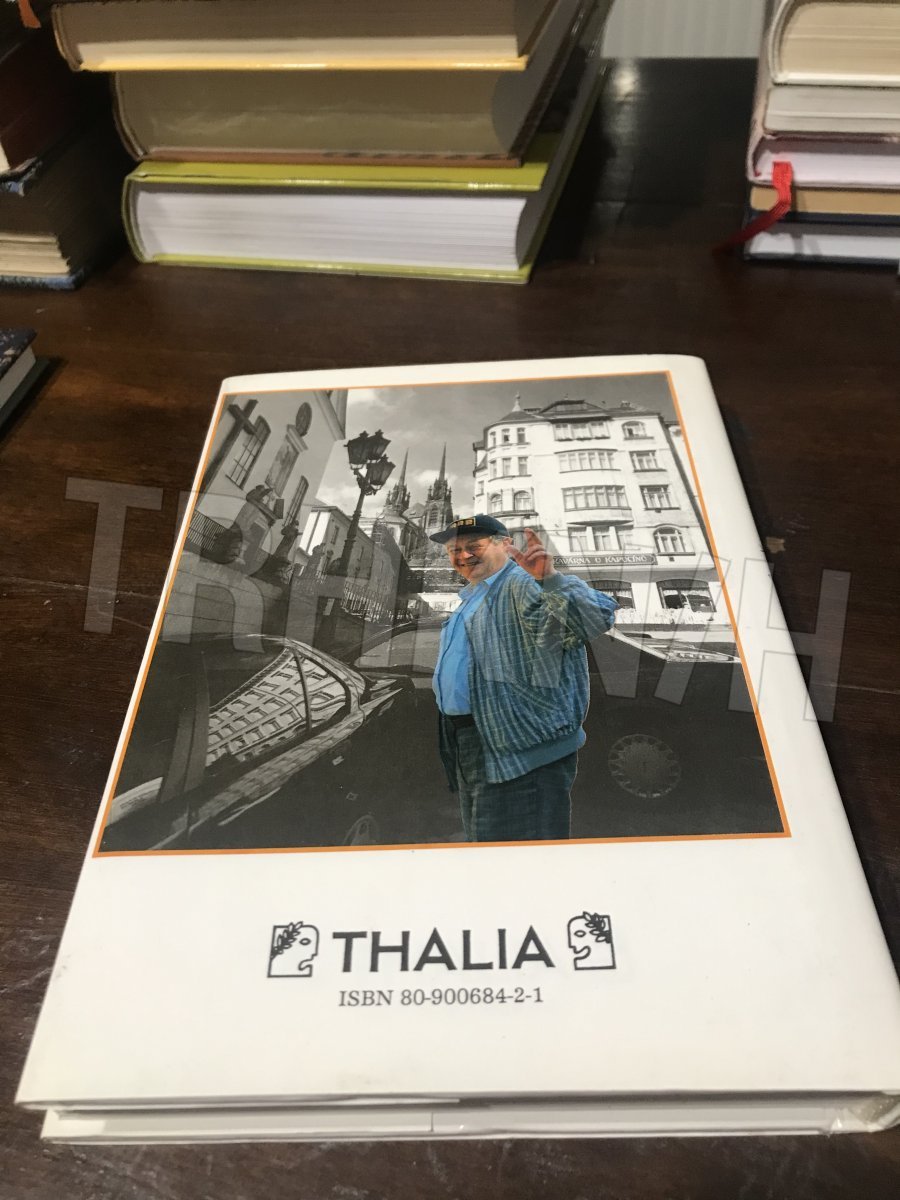 KAVÁRNA U KAPUCÍNŮ
THALIA
ISBN 80-900684-2-1